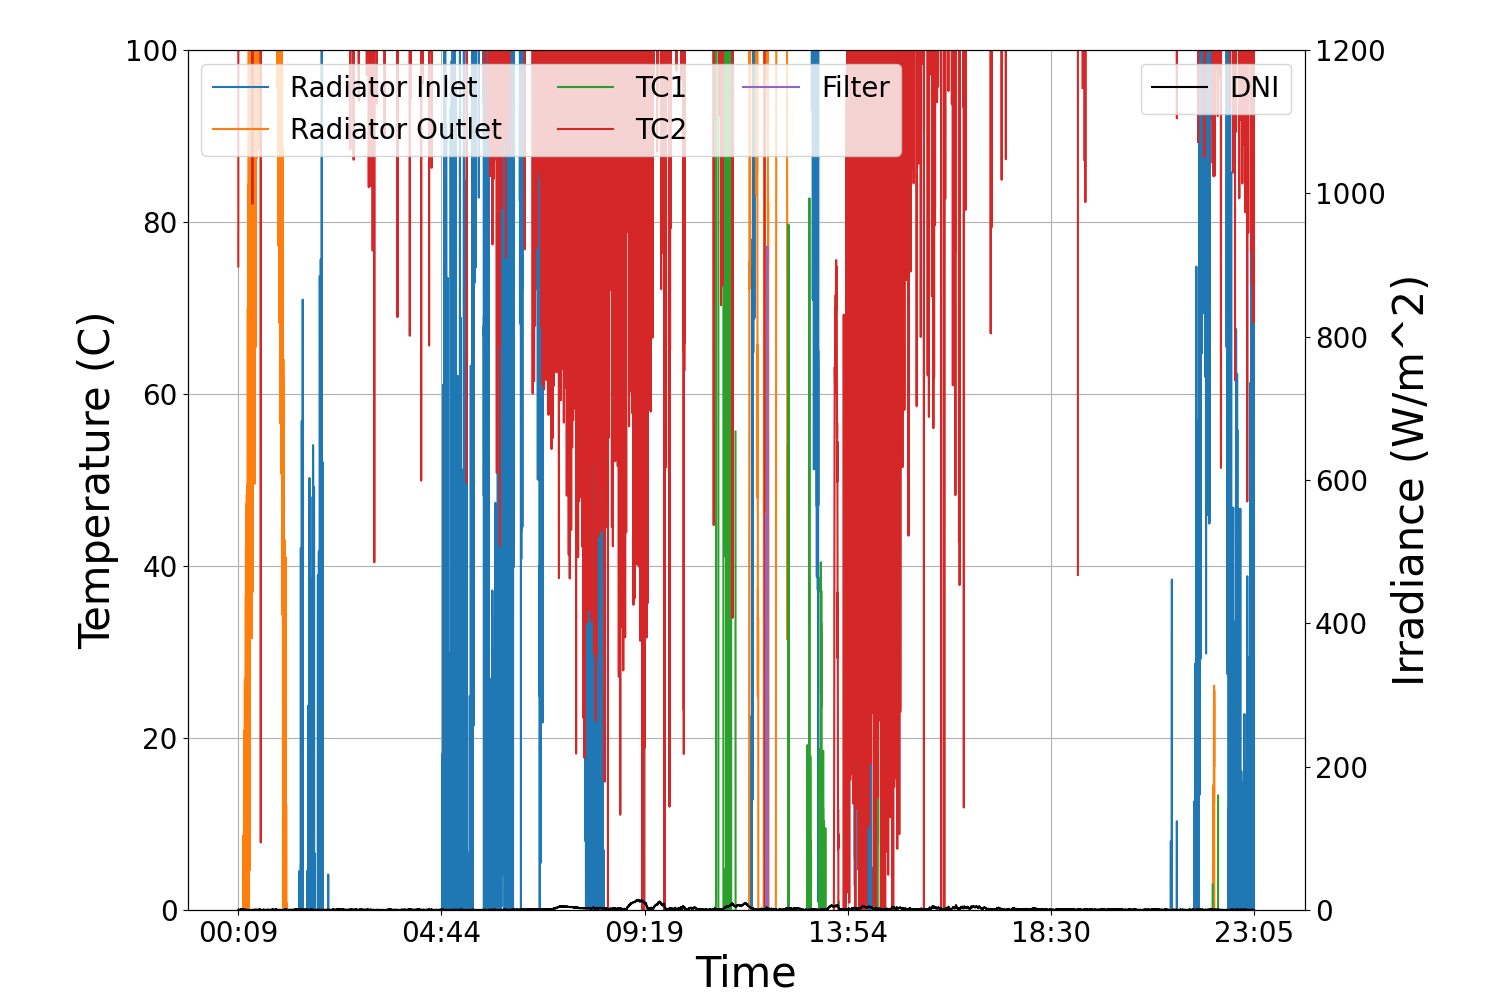 100
80
60
40
20
0
Temperature (C)
Radiator Inlet
Radiator Outlet
TC1
TC2
Filter
DNI
1200
1000
800
600
400
200
0
Irradiance (W/m^2)
00:09
04:44
09:19
13:54
18:30
23:05
Time